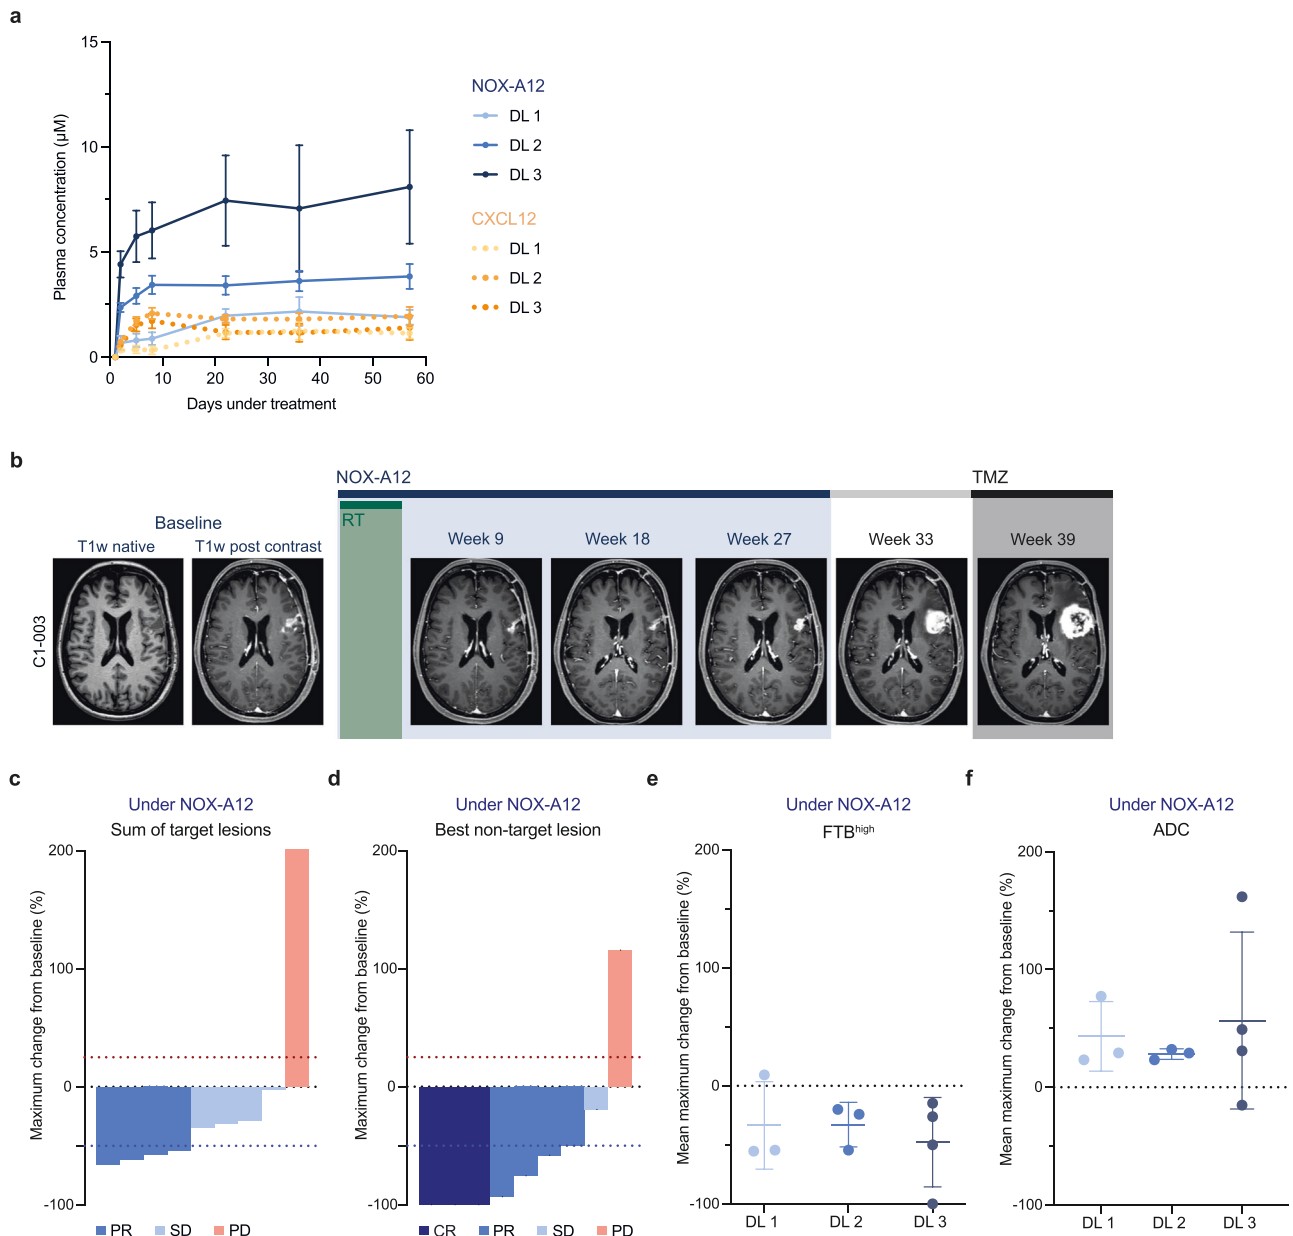 a
15
10
5
0
Plasma concentration (µM)
0 10 20 30 40 50 60
Days under treatment
NOX-A12
DL 1
DL 2
DL 3
CXCL12
DL 1
DL 2
DL 3
b
NOX-A12
TMZ
RT
Baseline
T1w native T1w post contrast
Week 9 Week 18 Week 27 Week 33 Week 39
C1-003
c
Under NOX-A12
Sum of target lesions
Maximum change from baseline (%)
200
100
0
-100
PR SD PD
d
Under NOX-A12
Best non-target lesion
Maximum change from baseline (%)
200
100
0
-100
CR PR SD PD
e
Under NOX-A12
FTBhigh
Mean maximum change from baseline (%)
200
100
0
-100
DL 1 DL 2 DL 3
f
Under NOX-A12
ADC
Mean maximum change from baseline (%)
200
100
0
-100
DL 1 DL 2 DL 3